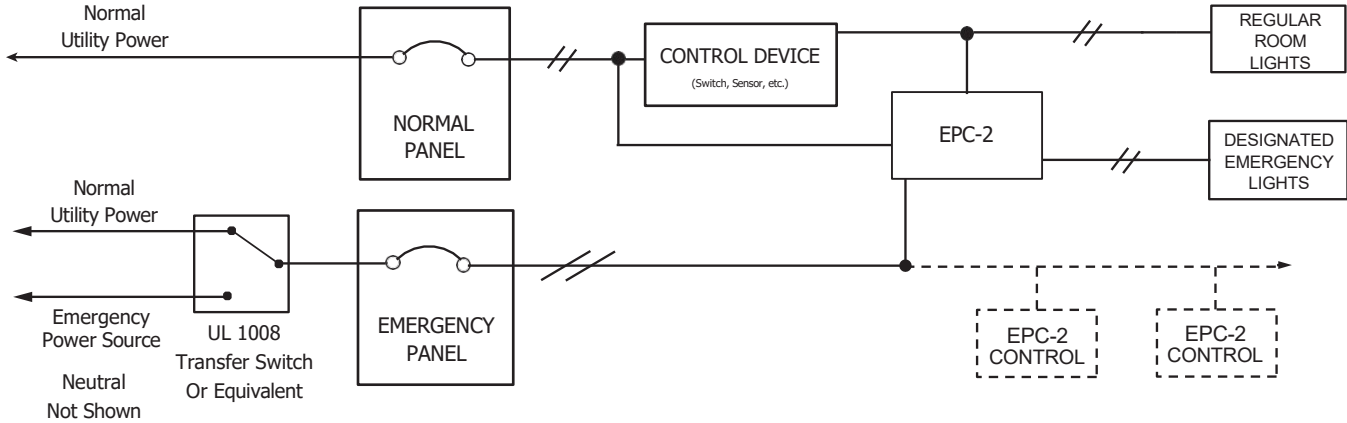 Normal
Utility Power
NORMAL
PANEL
CONTROL DEVICE
(Switch, Sensor, etc.)
EPC-2
REGULAR
ROOM
LIGHTS
DESIGNATED
EMERGENCY
LIGHTS
Normal
Utility Power
Emergency
Power Source
Neutral
Not Shown
UL 1008
Transfer Switch
Or Equivalent
EMERGENCY
PANEL
EPC-2
CONTROL
EPC-2
CONTROL